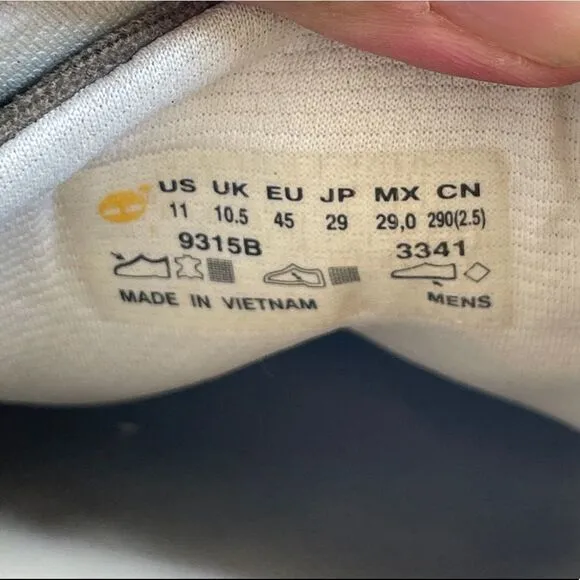 US UK EU JP MX CN
11 10.5 45 29 29,0 290(2.5)
9315B 3341
MADE IN VIETNAM MENS